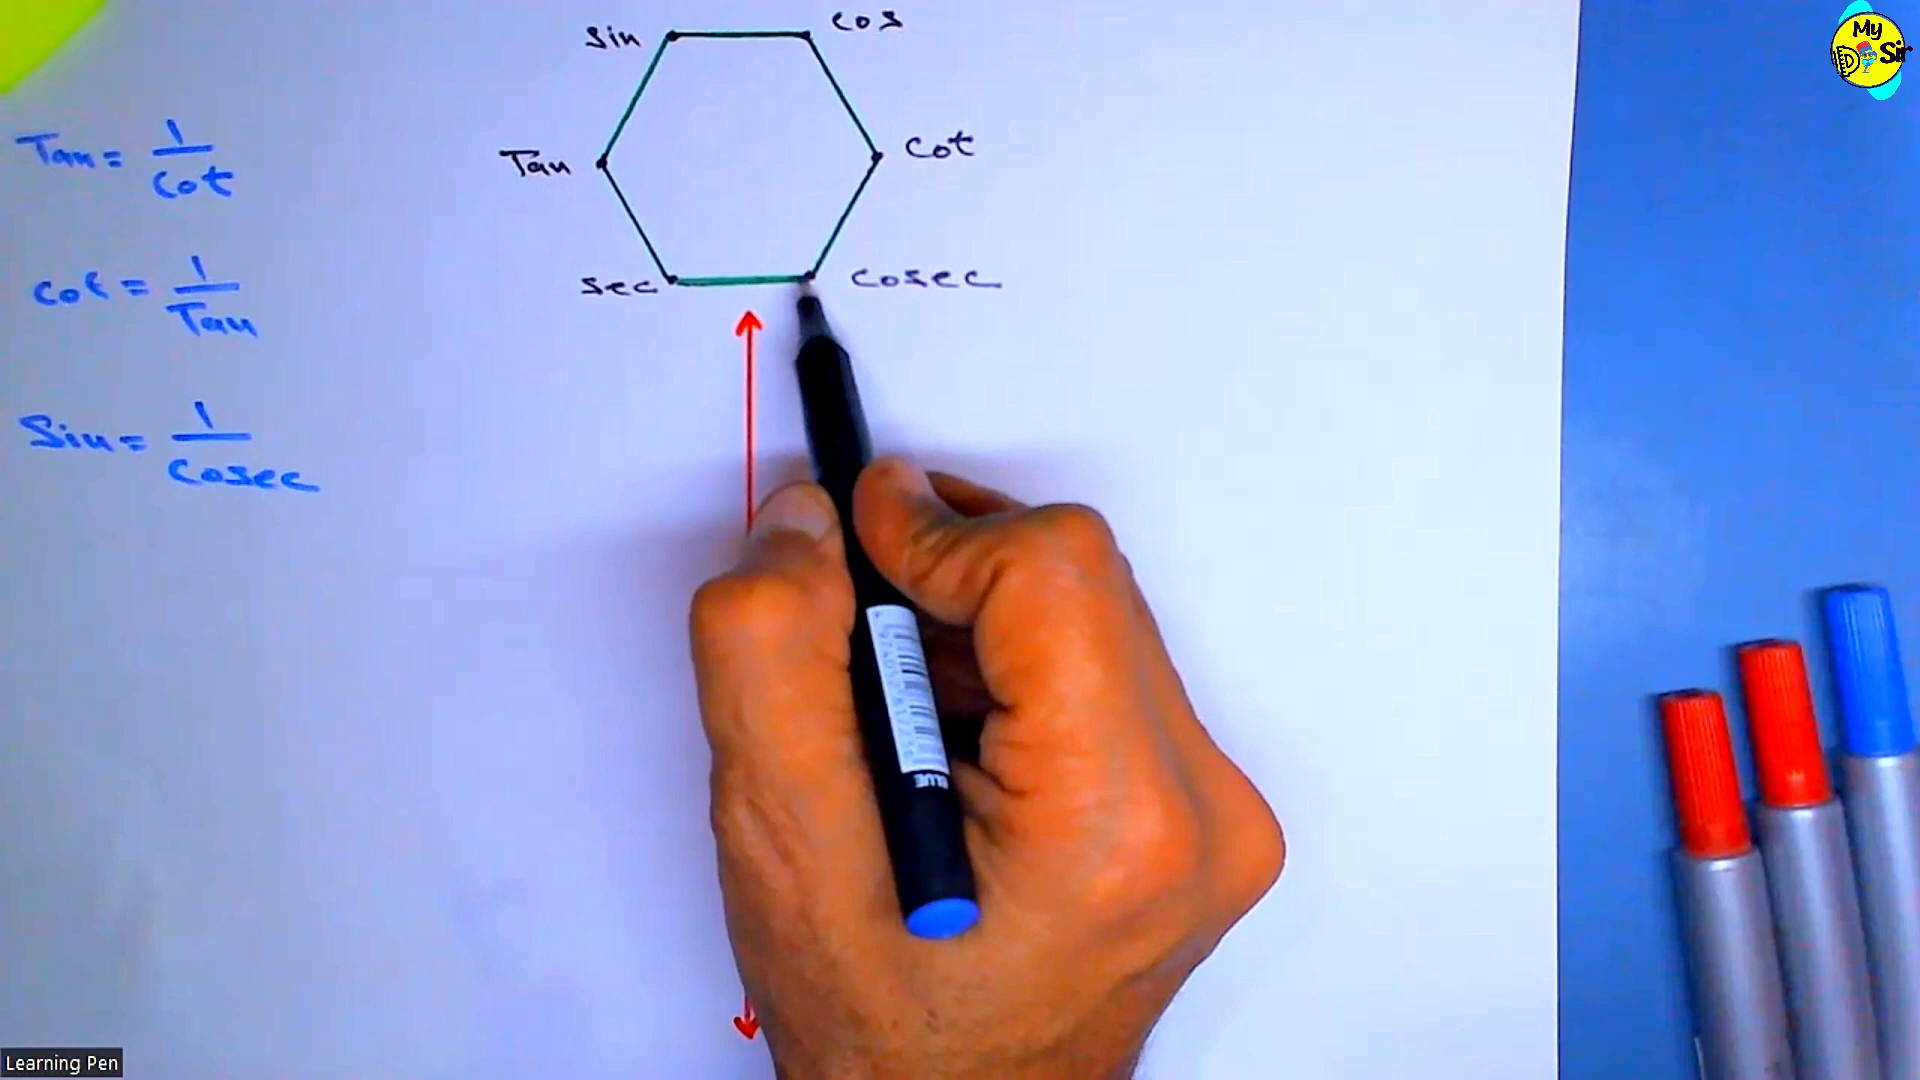 sin
cos
Tan
cot
sec
cosec
Tan = 1/cot
cot = 1/Tan
Sin = 1/cosec
My
Sir
BLUE
Learning Pen